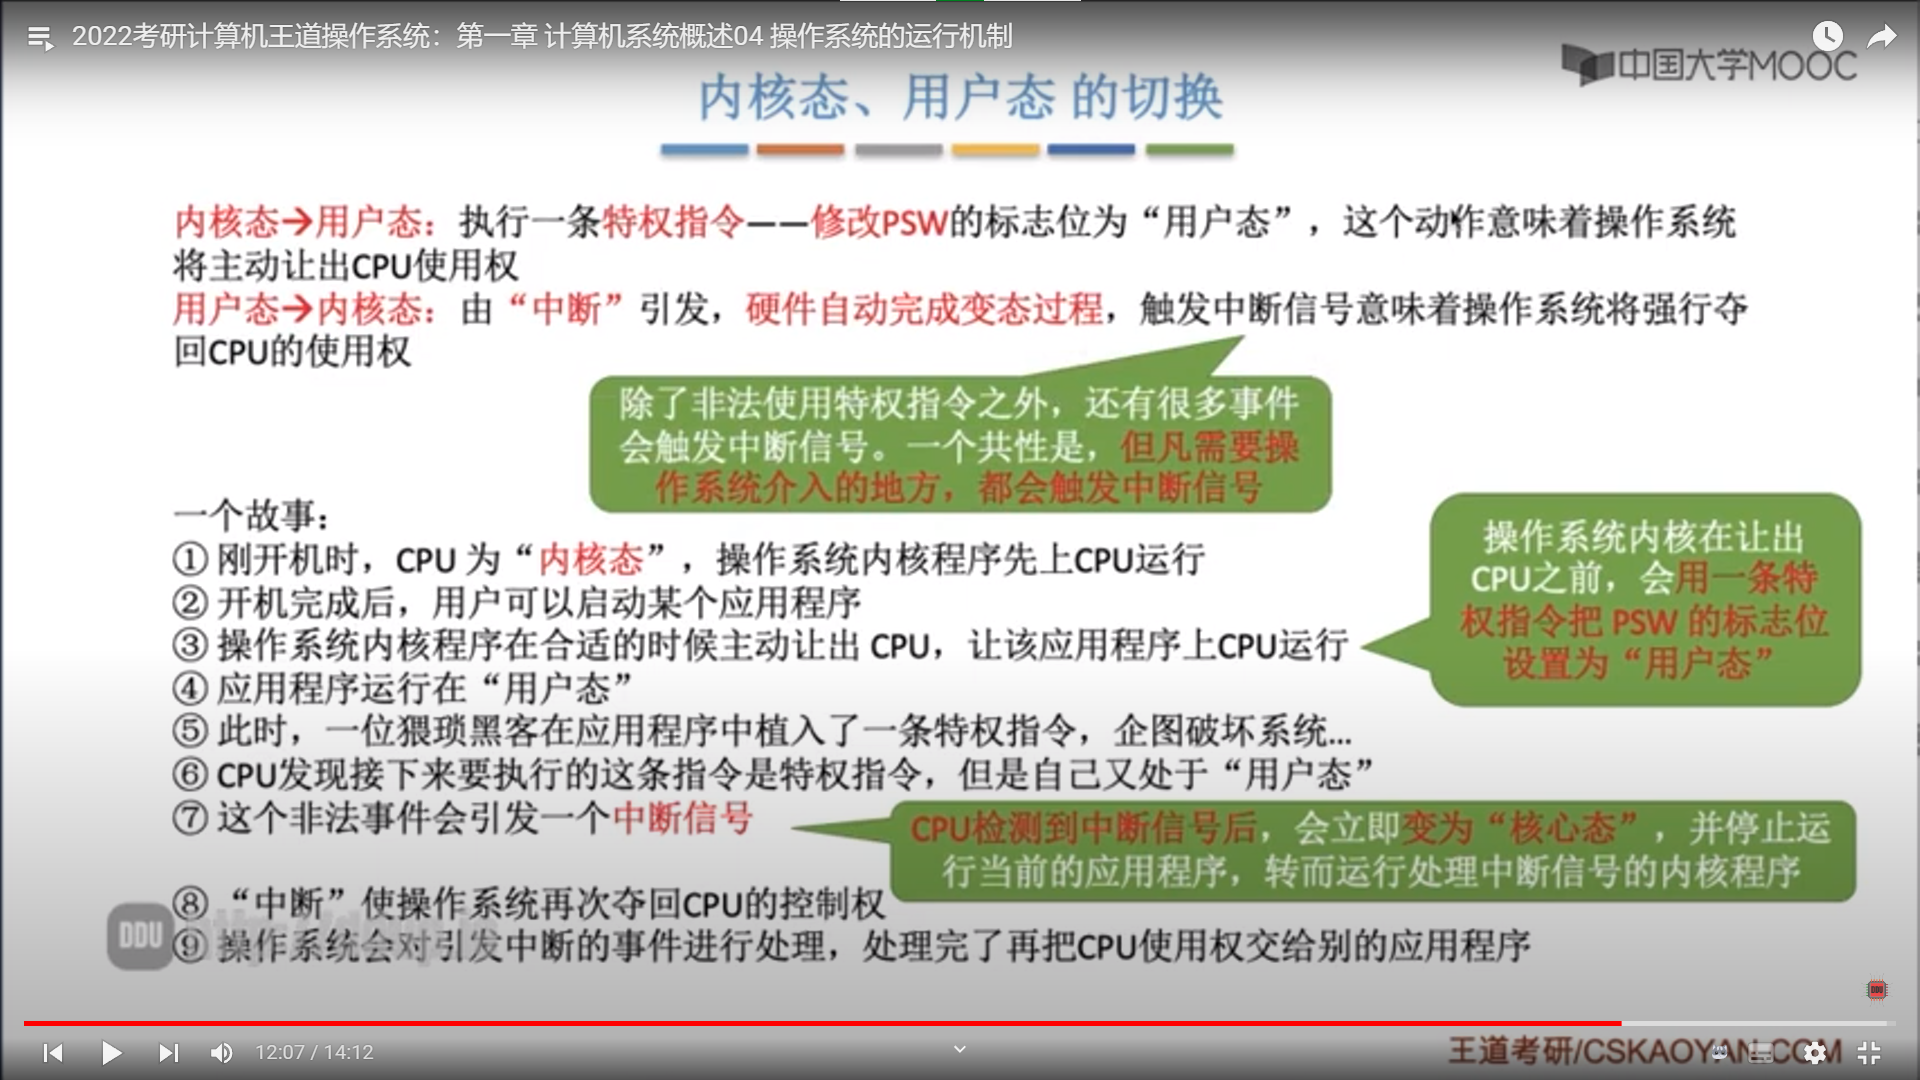 2022考研计算机王道操作系统：第一章 计算机系统概述04 操作系统的运行机制
中国大学MOOC
内核态、用户态 的切换
内核态→用户态：执行一条特权指令——修改PSW的标志位为“用户态”，这个动作意味着操作系统
将主动让出CPU使用权
用户态→内核态：由“中断”引发，硬件自动完成变态过程，触发中断信号意味着操作系统将强行夺
回CPU的使用权
除了非法使用特权指令之外，还有很多事件
会触发中断信号。一个共性是，但凡需要操
作系统介入的地方，都会触发中断信号
一个故事：
① 刚开机时，CPU 为“内核态”，操作系统内核程序先上CPU运行
② 开机完成后，用户可以启动某个应用程序
③ 操作系统内核程序在合适的时候主动让出 CPU，让该应用程序上CPU运行
操作系统内核在让出
CPU之前，会用一条特
权指令把 PSW 的标志位
设置为“用户态”
④ 应用程序运行在“用户态”
⑤ 此时，一位猥琐黑客在应用程序中植入了一条特权指令，企图破坏系统...
⑥ CPU发现接下来要执行的这条指令是特权指令，但是自己又处于“用户态”
⑦ 这个非法事件会引发一个中断信号
CPU检测到中断信号后，会立即变为“核心态”，并停止运
行当前的应用程序，转而运行处理中断信号的内核程序
⑧ “中断”使操作系统再次夺回CPU的控制权
⑨ 操作系统会对引发中断的事件进行处理，处理完了再把CPU使用权交给别的应用程序
DDU
12:07 / 14:12
王道考研/CSKAOYAN.COM